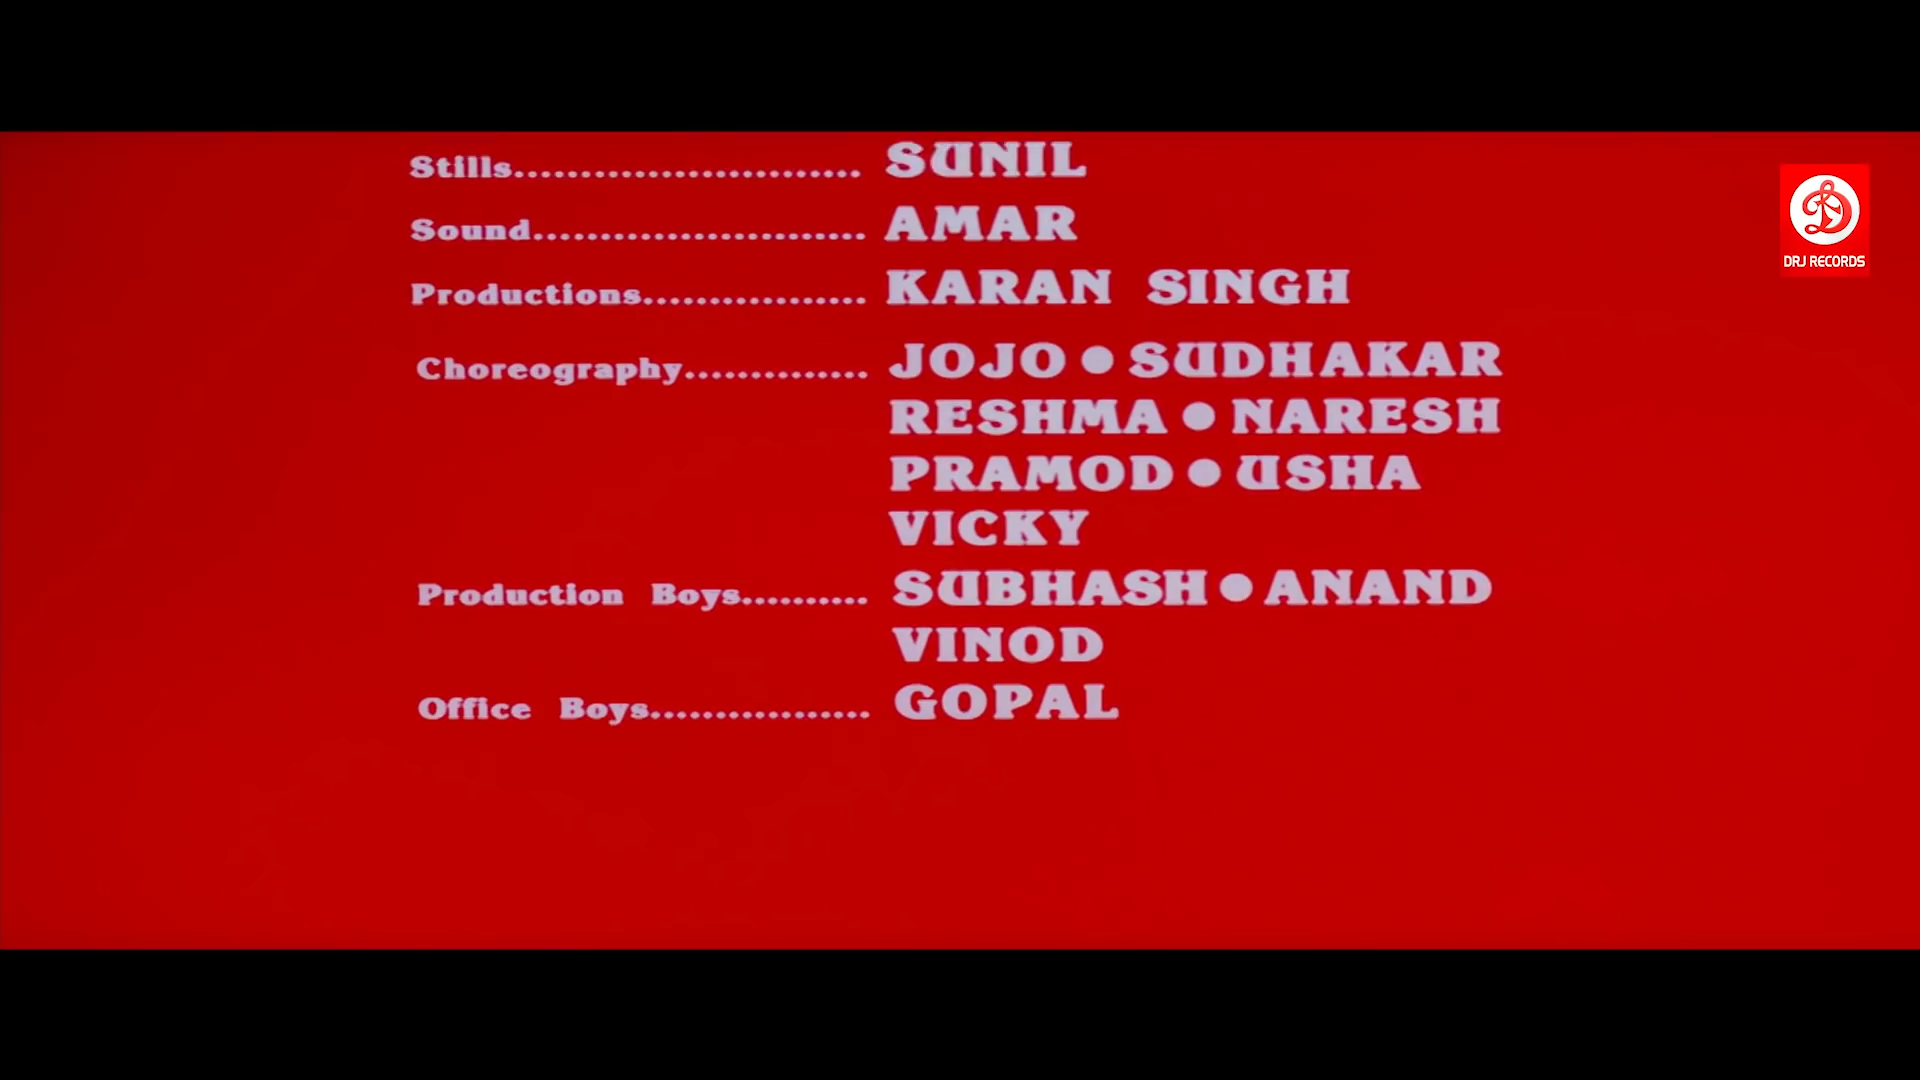 Stills.......................... SUNIL
Sound......................... AMAR
Productions................. KARAN SINGH
Choreography.............. JOJO ● SUDHAKAR
RESHMA ● NARESH
PRAMOD ● USHA
VICKY
Production Boys.......... SUBHASH ● ANAND
VINOD
Office Boys................. GOPAL
DRJ RECORDS